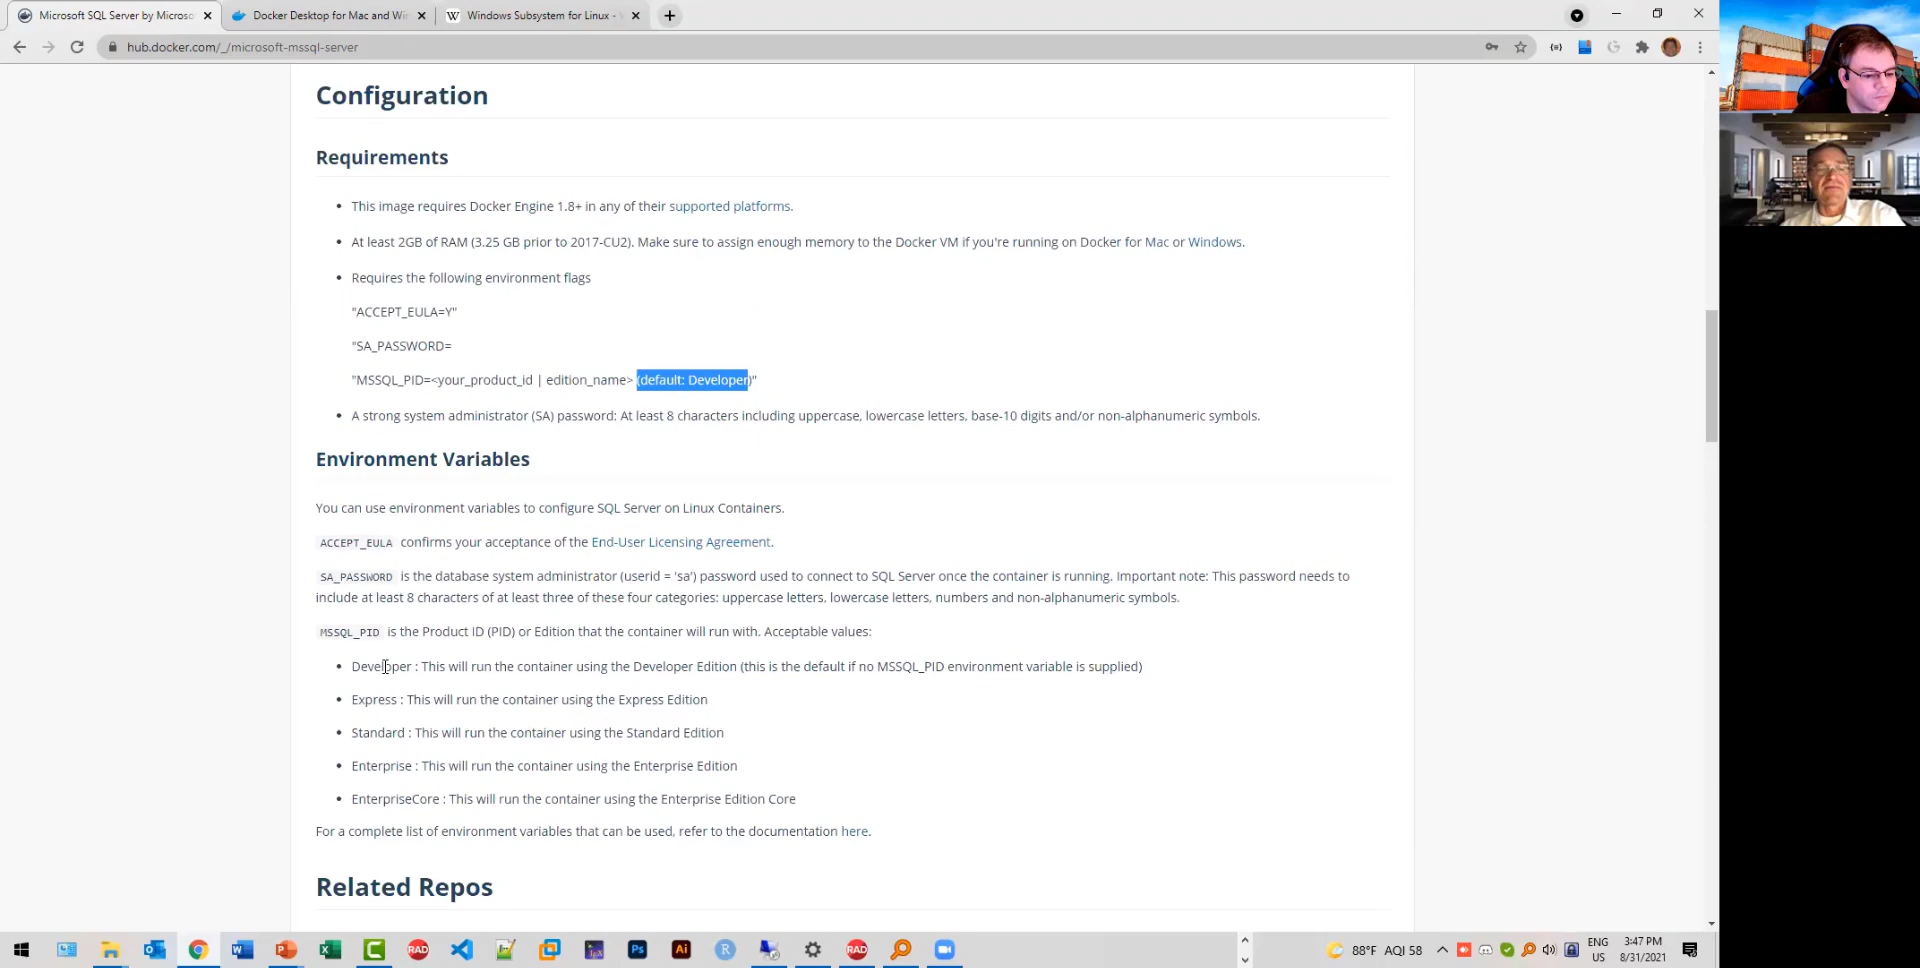 Microsoft SQL Server by Microso
Docker Desktop for Mac and Wi
W Windows Subsystem for Linux -
hub.docker.com/_/microsoft-mssql-server
Configuration
Requirements
• This image requires Docker Engine 1.8+ in any of their supported platforms.
• At least 2GB of RAM (3.25 GB prior to 2017-CU2). Make sure to assign enough memory to the Docker VM if you're running on Docker for Mac or Windows.
• Requires the following environment flags
"ACCEPT_EULA=Y"
"SA_PASSWORD=
"MSSQL_PID=<your_product_id | edition_name> (default: Developer)"
• A strong system administrator (SA) password: At least 8 characters including uppercase, lowercase letters, base-10 digits and/or non-alphanumeric symbols.
Environment Variables
You can use environment variables to configure SQL Server on Linux Containers.
ACCEPT_EULA confirms your acceptance of the End-User Licensing Agreement.
SA_PASSWORD is the database system administrator (userid = 'sa') password used to connect to SQL Server once the container is running. Important note: This password needs to
include at least 8 characters of at least three of these four categories: uppercase letters, lowercase letters, numbers and non-alphanumeric symbols.
MSSQL_PID is the Product ID (PID) or Edition that the container will run with. Acceptable values:
• Developer : This will run the container using the Developer Edition (this is the default if no MSSQL_PID environment variable is supplied)
• Express : This will run the container using the Express Edition
• Standard : This will run the container using the Standard Edition
• Enterprise : This will run the container using the Enterprise Edition
• EnterpriseCore : This will run the container using the Enterprise Edition Core
For a complete list of environment variables that can be used, refer to the documentation here.
Related Repos
RAD
Ps
Ai
R
RAD
88°F AQI 58
ENG
US
3:47 PM
8/31/2021